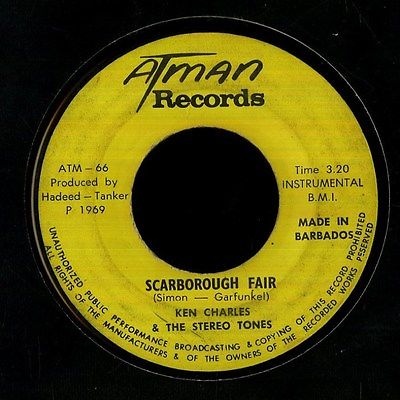 ATMAN
Records
ATM — 66
Produced by
Hadeed — Tanker
P 1969
Time 3.20
INSTRUMENTAL
B.M.I.
MADE IN
BARBADOS
SCARBOROUGH FAIR
(Simon — Garfunkel)
KEN CHARLES
& THE STEREO TONES
UNAUTHORIZED PUBLIC PERFORMANCE BROADCASTING & COPYING OF THIS RECORD PROHIBITED
ALL RIGHTS OF THE MANUFACTURERS & OF THE OWNERS OF THE RECORDED WORKS RESERVED